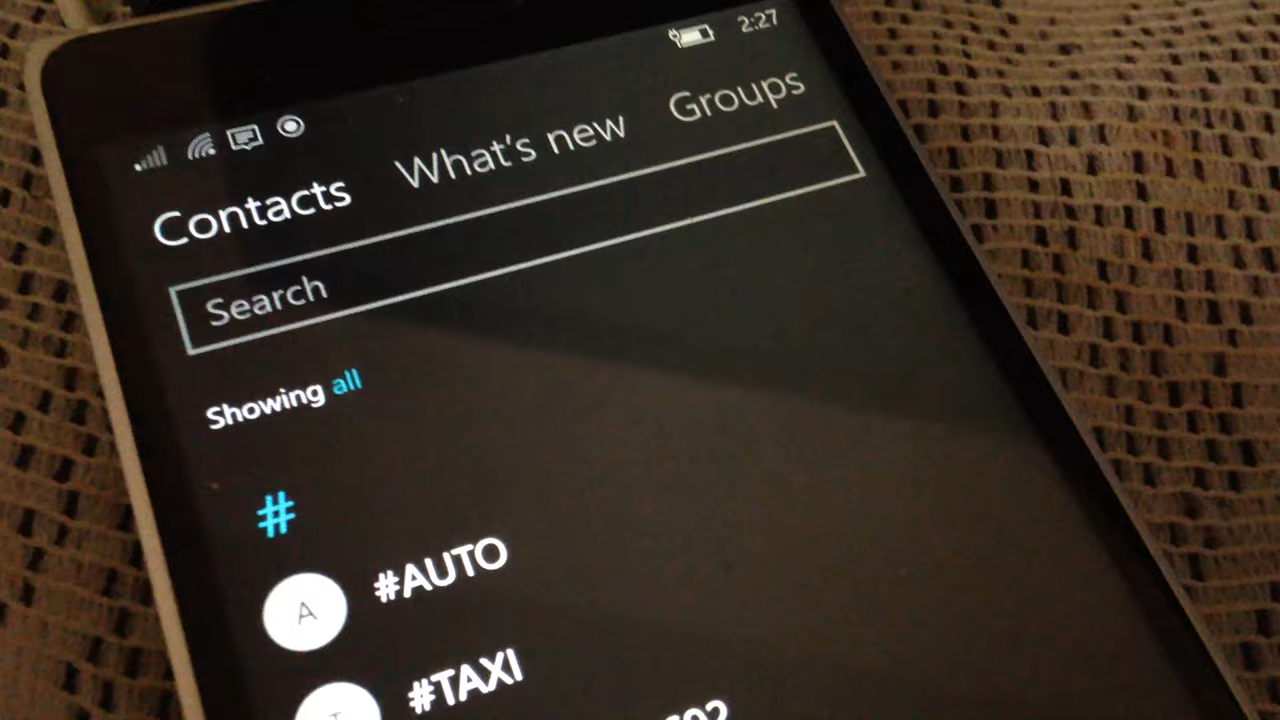 2:27
Contacts What's new Groups
Search
Showing all
#
A #AUTO
#TAXI